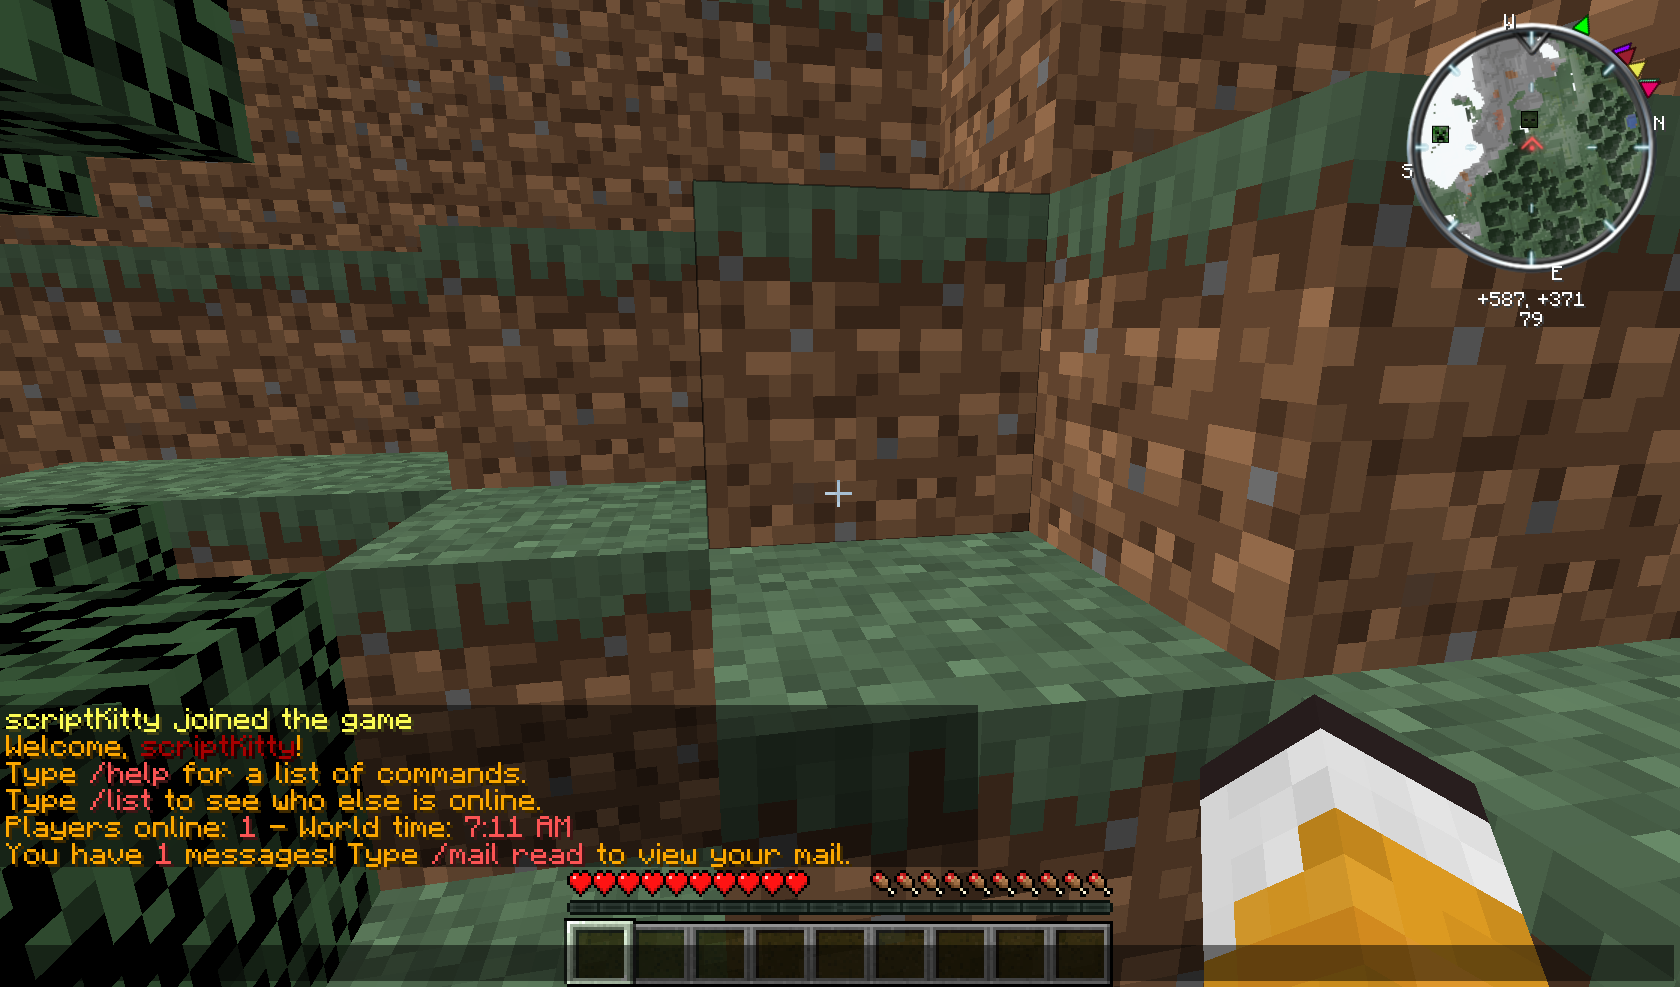 W
N
S
E
+587, +371
79
scriptKitty joined the game
Welcome, scriptKitty!
Type /help for a list of commands.
Type /list to see who else is online.
Players online: 1 - World time: 7:11 AM
You have 1 messages! Type /mail read to view your mail.